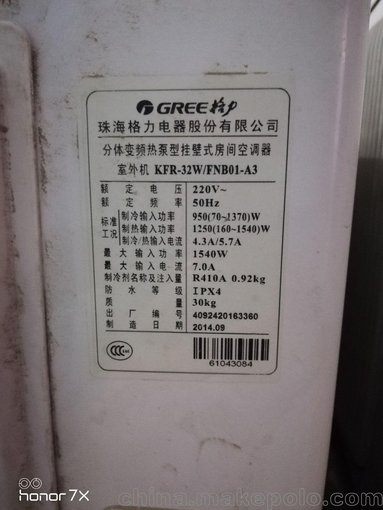 GREE 格力
珠海格力电器股份有限公司
分体变频热泵型挂壁式房间空调器
室外机 KFR-32W/FNB01-A3
额定电压 220V~
额定频率 50Hz
标准工况 制冷输入功率 950(70~1370)W
制热输入功率 1250(160~1540)W
制冷/热输入电流 4.3A/5.7A
最大输入功率 1540W
最大输入电流 7.0A
制冷剂名称及注入量 R410A 0.92kg
防水等级 IPX4
质量 30kg
出厂编号 4092420163360
制造日期 2014.09
CCC
61043084
honor 7X
china.makepolo.com